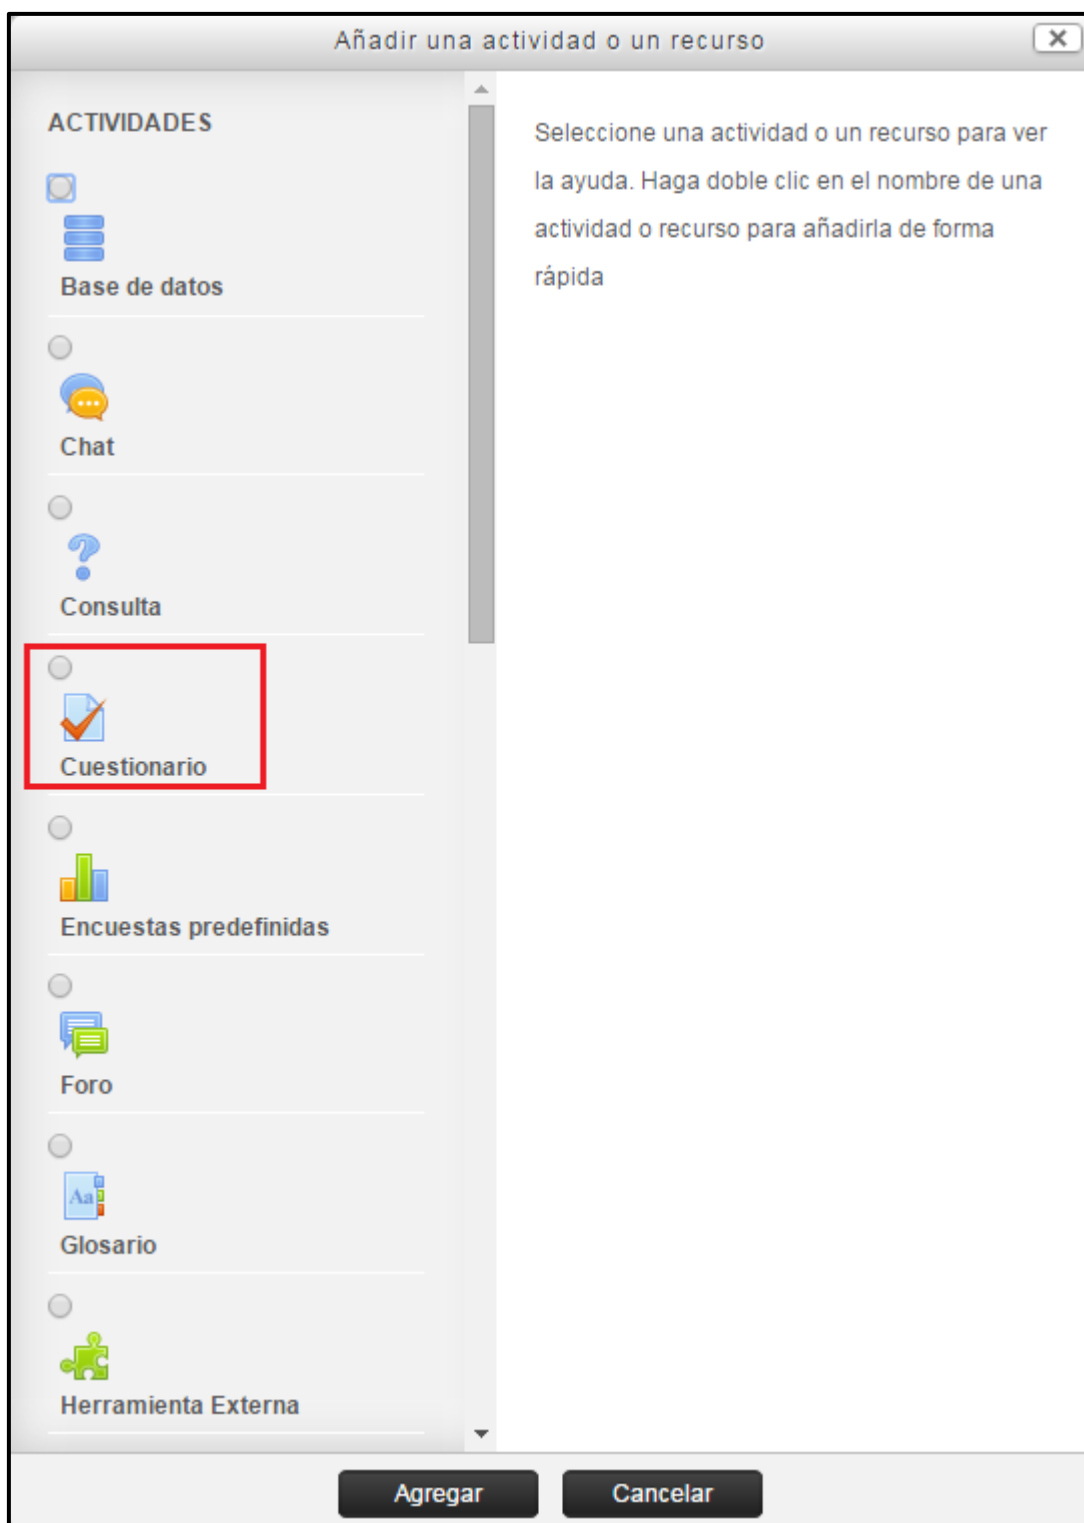 Añadir una actividad o un recurso
ACTIVIDADES
Base de datos
Chat
Consulta
Cuestionario
Encuestas predefinidas
Foro
Aa
Glosario
Herramienta Externa
Seleccione una actividad o un recurso para ver
la ayuda. Haga doble clic en el nombre de una
actividad o recurso para añadirla de forma
rápida
Agregar
Cancelar